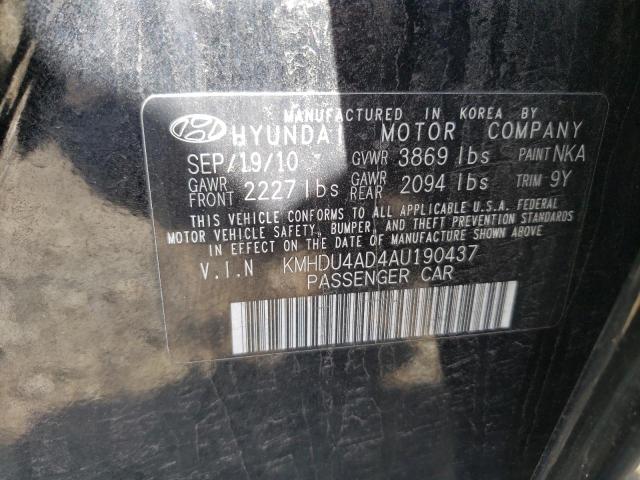 MANUFACTURED IN KOREA BY
HYUNDAI MOTOR COMPANY
SEP/19/10 GVWR 3869 lbs PAINT NKA
GAWR FRONT 2227 lbs GAWR REAR 2094 lbs TRIM 9Y
THIS VEHICLE CONFORMS TO ALL APPLICABLE U.S.A. FEDERAL
MOTOR VEHICLE SAFETY, BUMPER, AND THEFT PREVENTION STANDARDS
IN EFFECT ON THE DATE OF MANUFACTURE SHOWN ABOVE
V.I.N KMHDU4AD4AU190437
PASSENGER CAR